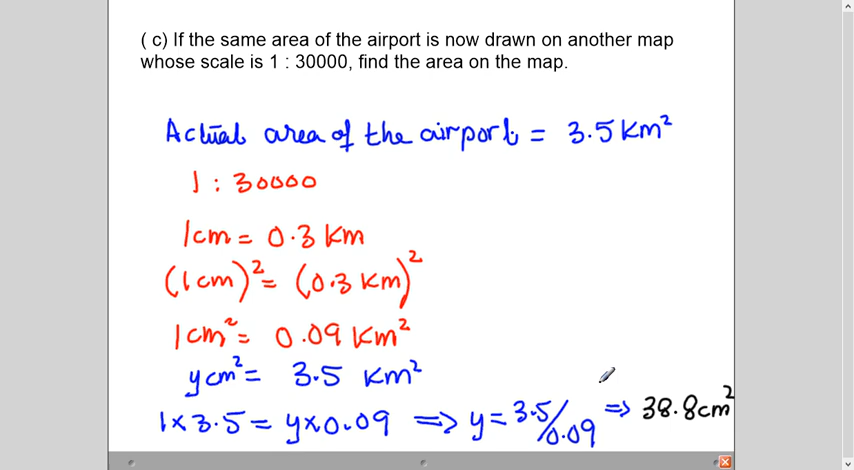 ( c) If the same area of the airport is now drawn on another map
whose scale is 1 : 30000, find the area on the map.
Actual area of the airport = 3.5 Km²
1 : 30000
1cm = 0.3 Km
(1cm)² = (0.3 Km)²
1cm² = 0.09 Km²
ycm² = 3.5 Km²
1 x 3.5 = y x 0.09 => y = 3.5/0.09 => 38.8cm²